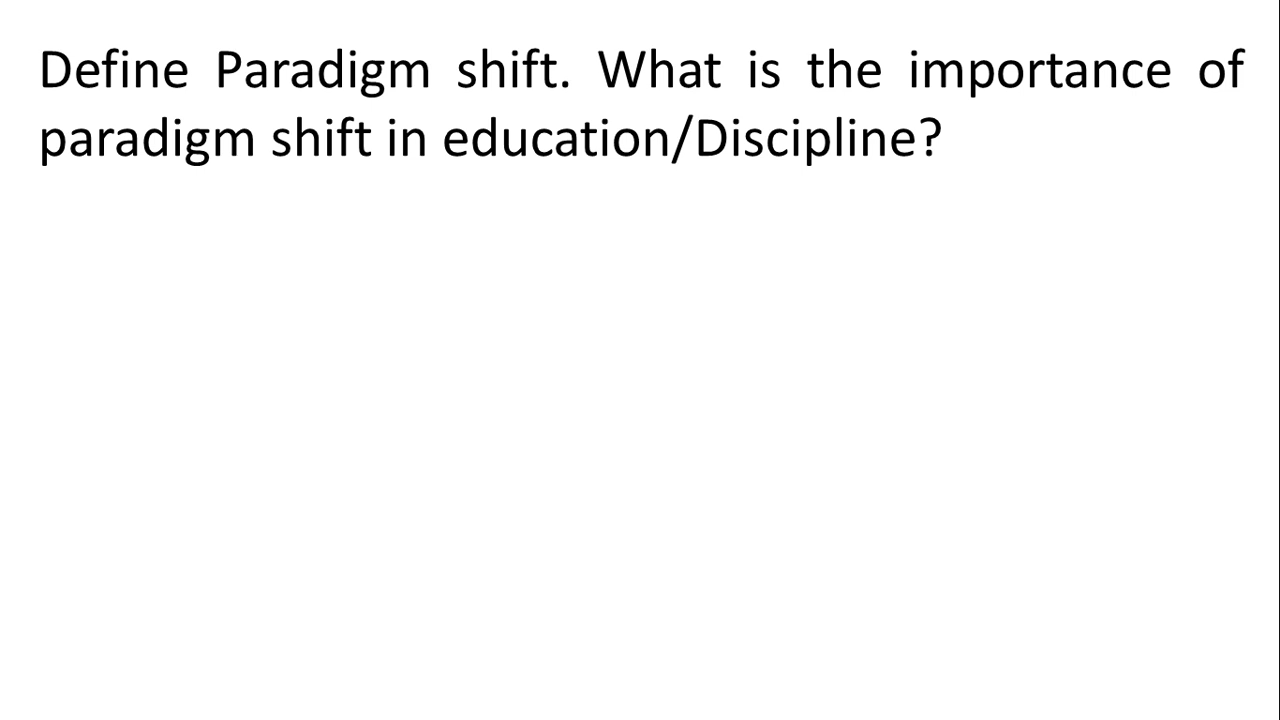 Define Paradigm shift. What is the importance of
paradigm shift in education/Discipline?